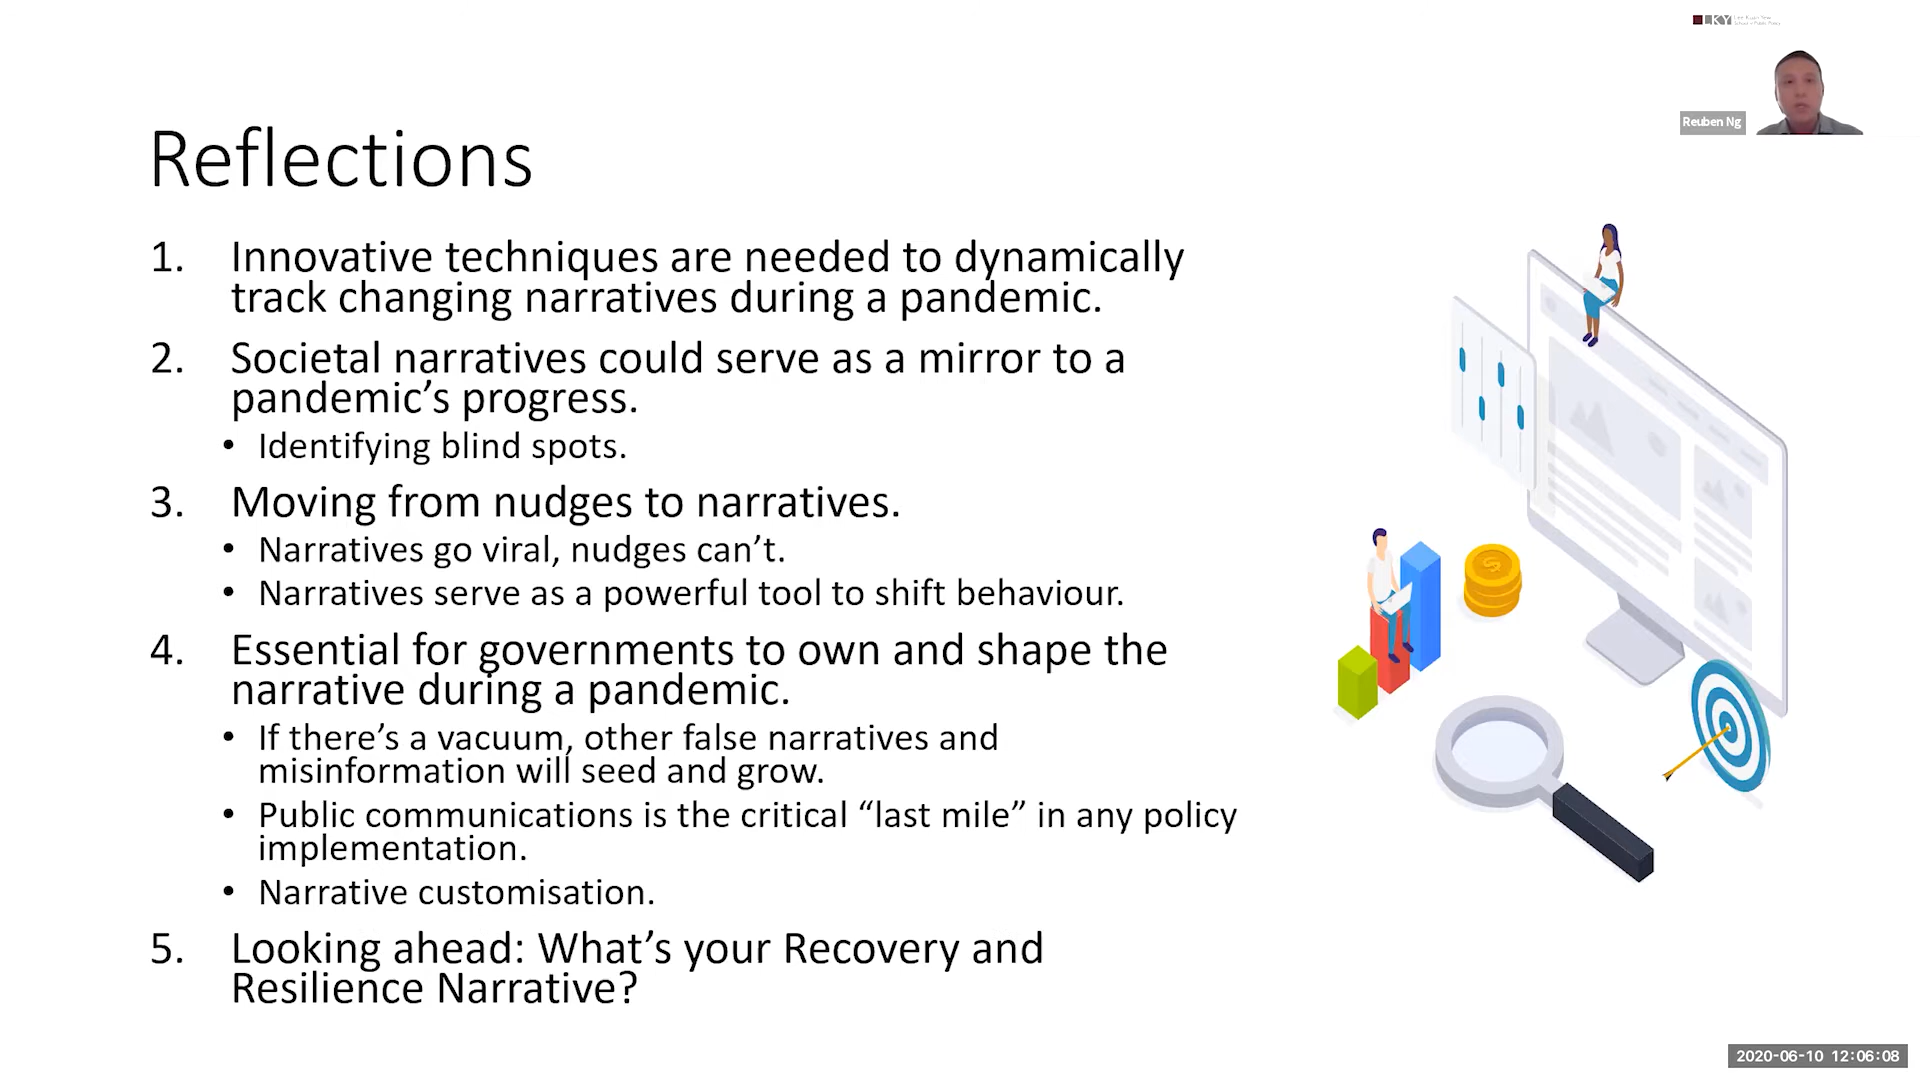 LKY
Reuben Ng
Reflections
1. Innovative techniques are needed to dynamically
track changing narratives during a pandemic.
2. Societal narratives could serve as a mirror to a
pandemic’s progress.
• Identifying blind spots.
3. Moving from nudges to narratives.
• Narratives go viral, nudges can’t.
• Narratives serve as a powerful tool to shift behaviour.
4. Essential for governments to own and shape the
narrative during a pandemic.
• If there’s a vacuum, other false narratives and
misinformation will seed and grow.
• Public communications is the critical “last mile” in any policy
implementation.
• Narrative customisation.
5. Looking ahead: What’s your Recovery and
Resilience Narrative?
2020-06-10 12:06:08